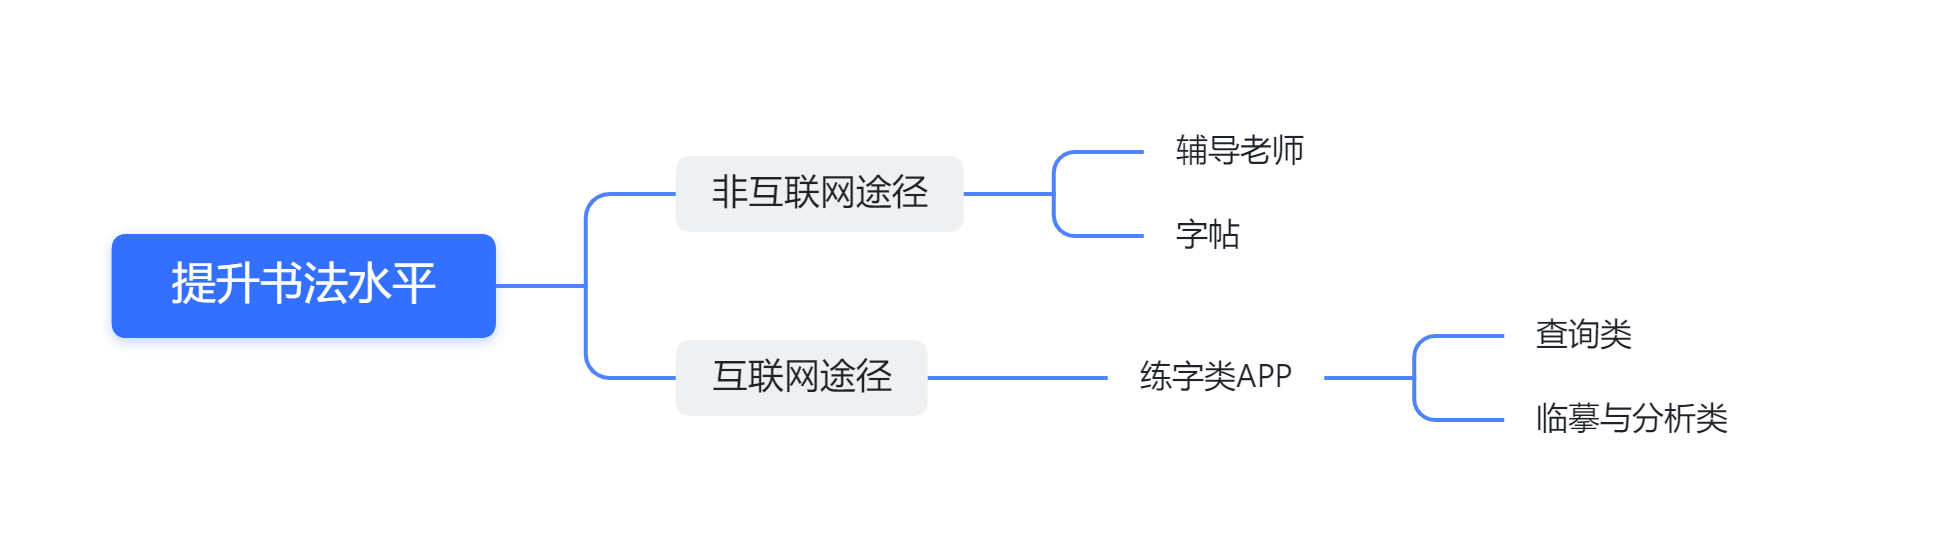 提升书法水平
非互联网途径
辅导老师
字帖
互联网途径
练字类APP
查询类
临摹与分析类